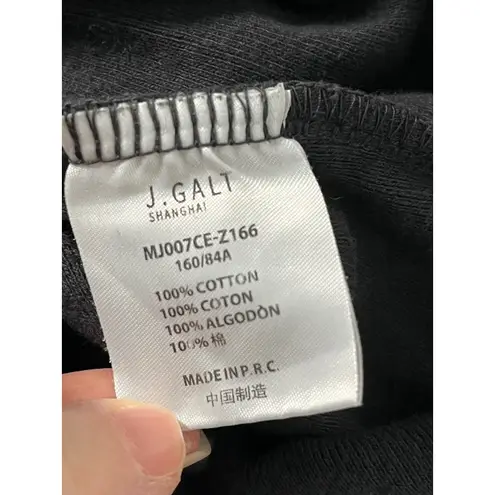 J.GALT
SHANGHAI
MJ007CE-Z166
160/84A
100% COTTON
100% COTON
100% ALGODÒN
100% 棉
MADE IN P.R.C.
中国制造